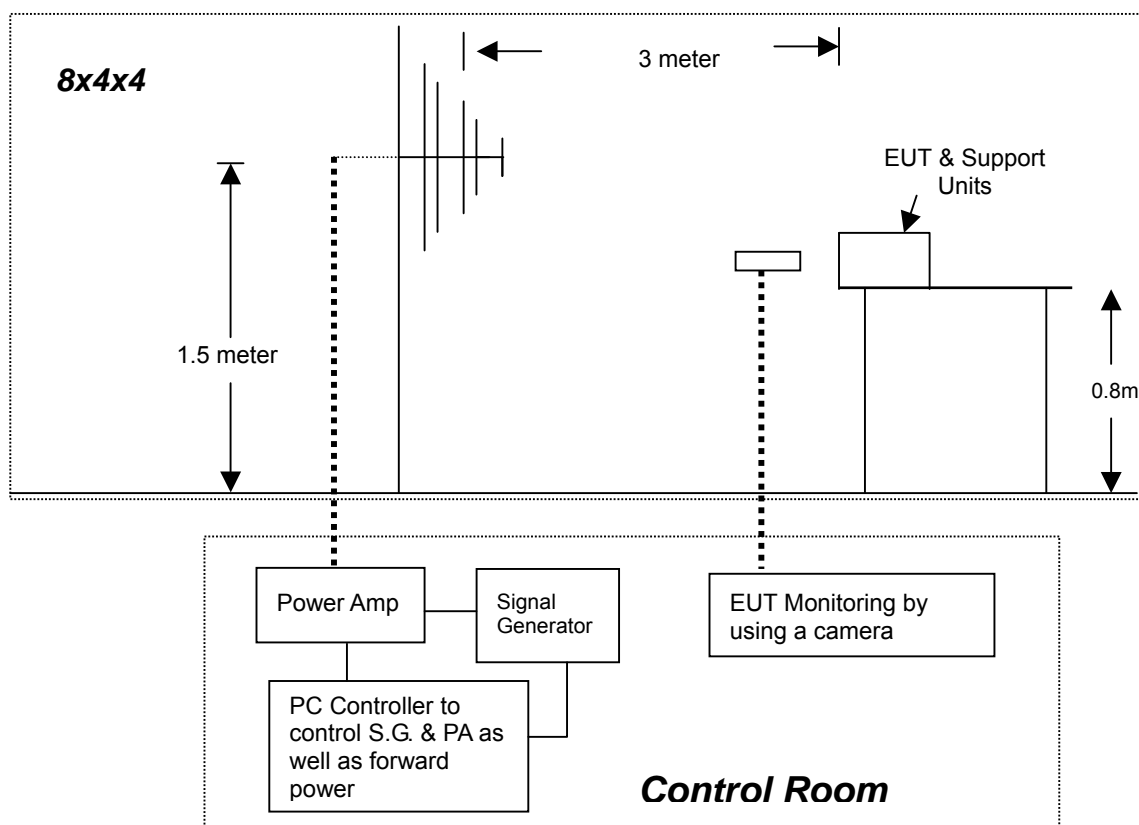 8x4x4
3 meter
EUT & Support
Units
1.5 meter
0.8m
Power Amp
Signal
Generator
EUT Monitoring by
using a camera
PC Controller to
control S.G. & PA as
well as forward
power
Control Room